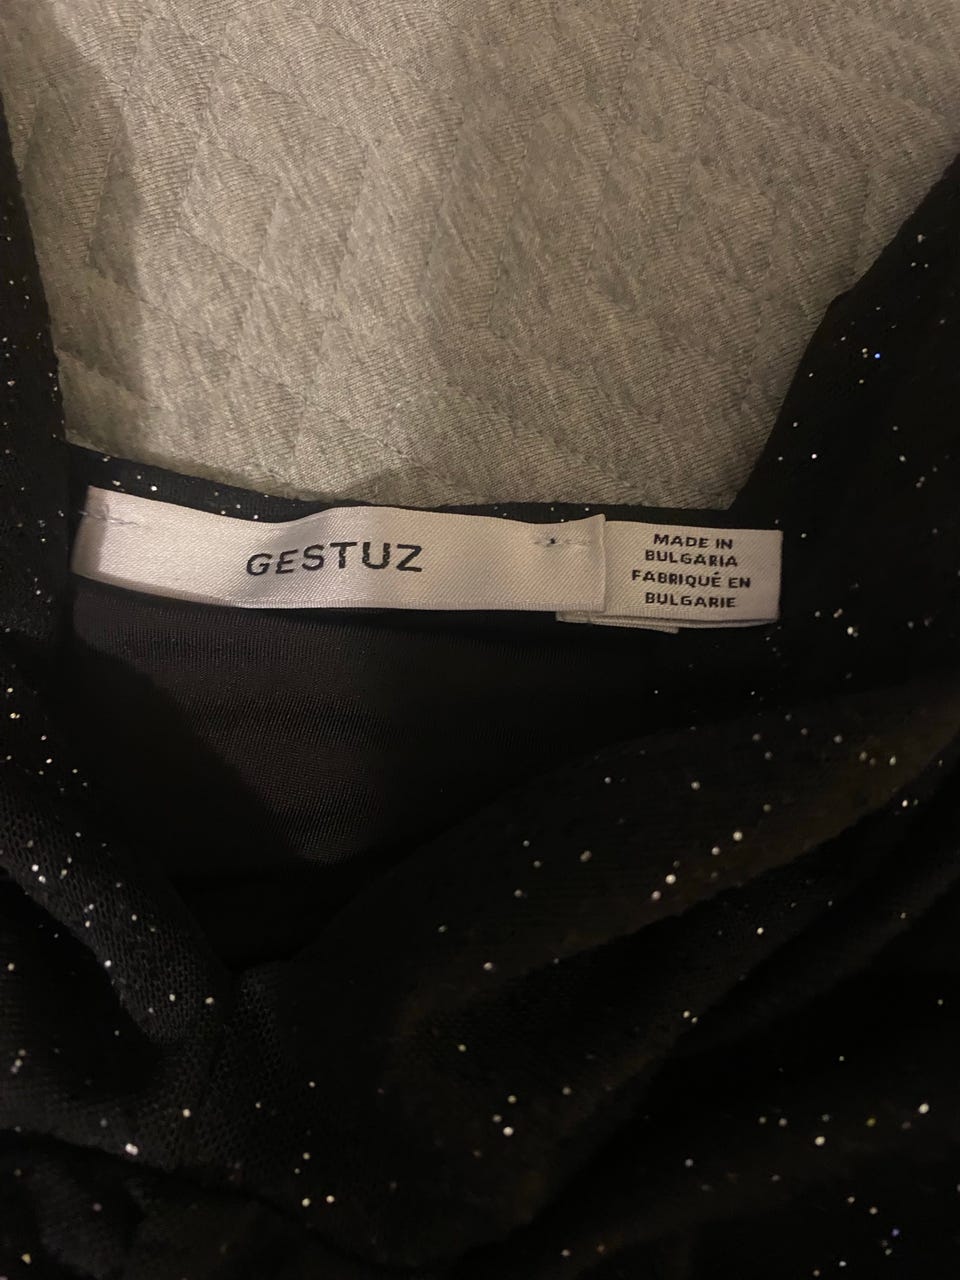 GESTUZ
MADE IN
BULGARIA
FABRIQUÉ EN
BULGARIE